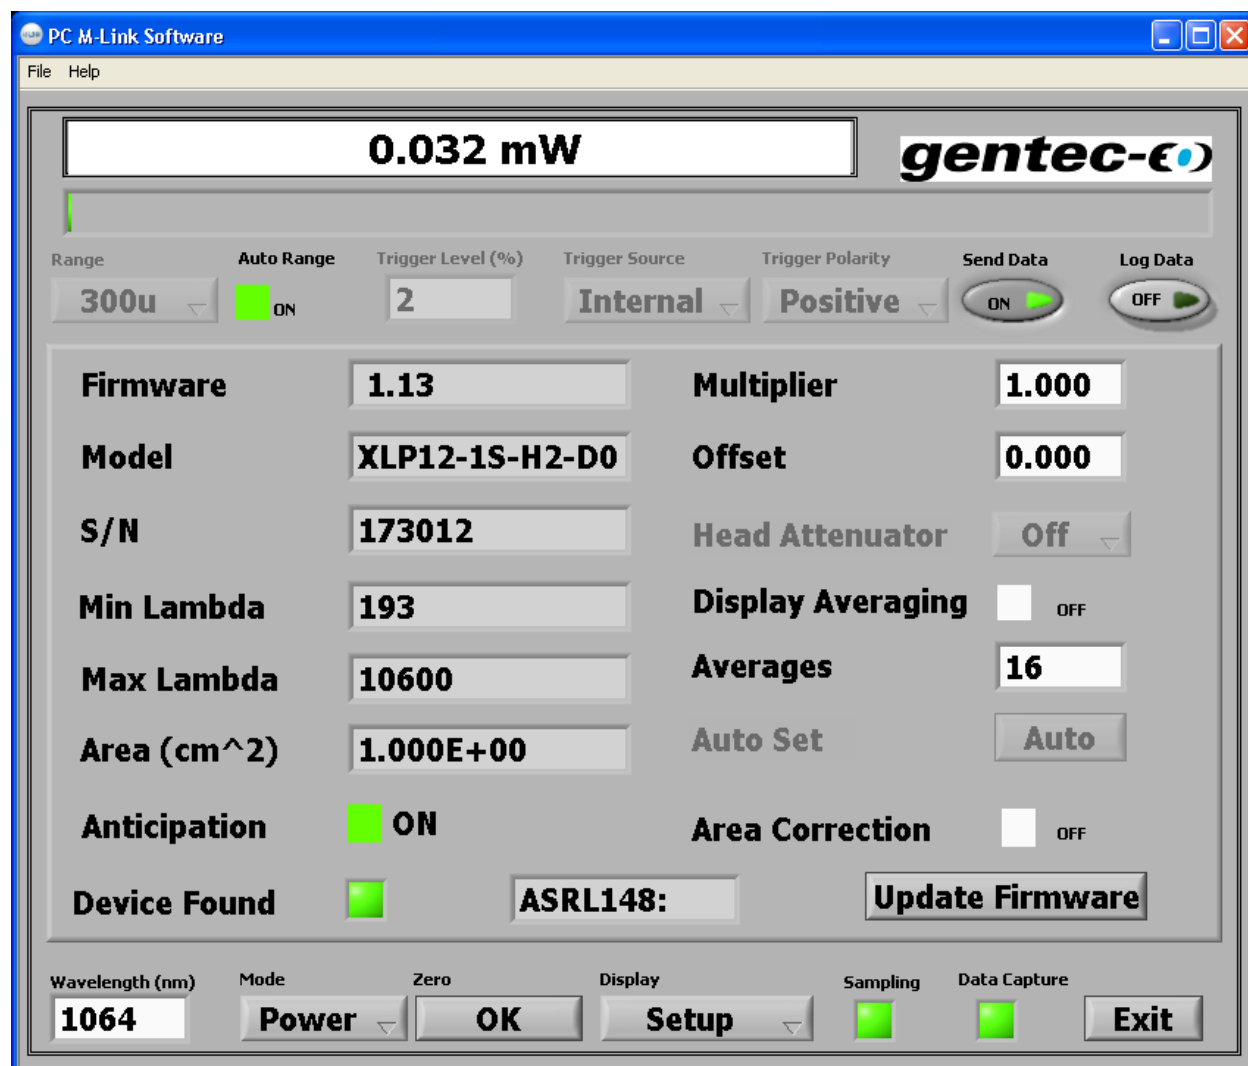 PC M-Link Software
File Help
0.032 mW
gentec-eo
Range Auto Range Trigger Level (%) Trigger Source Trigger Polarity Send Data Log Data
300u ON 2 Internal Positive ON OFF
Firmware 1.13 Multiplier 1.000
Model XLP12-1S-H2-D0 Offset 0.000
S/N 173012 Head Attenuator Off
Min Lambda 193 Display Averaging OFF
Max Lambda 10600 Averages 16
Area (cm^2) 1.000E+00 Auto Set Auto
Anticipation ON Area Correction OFF
Device Found ASRL148: Update Firmware
Wavelength (nm) Mode Zero Display Sampling Data Capture
1064 Power OK Setup Exit